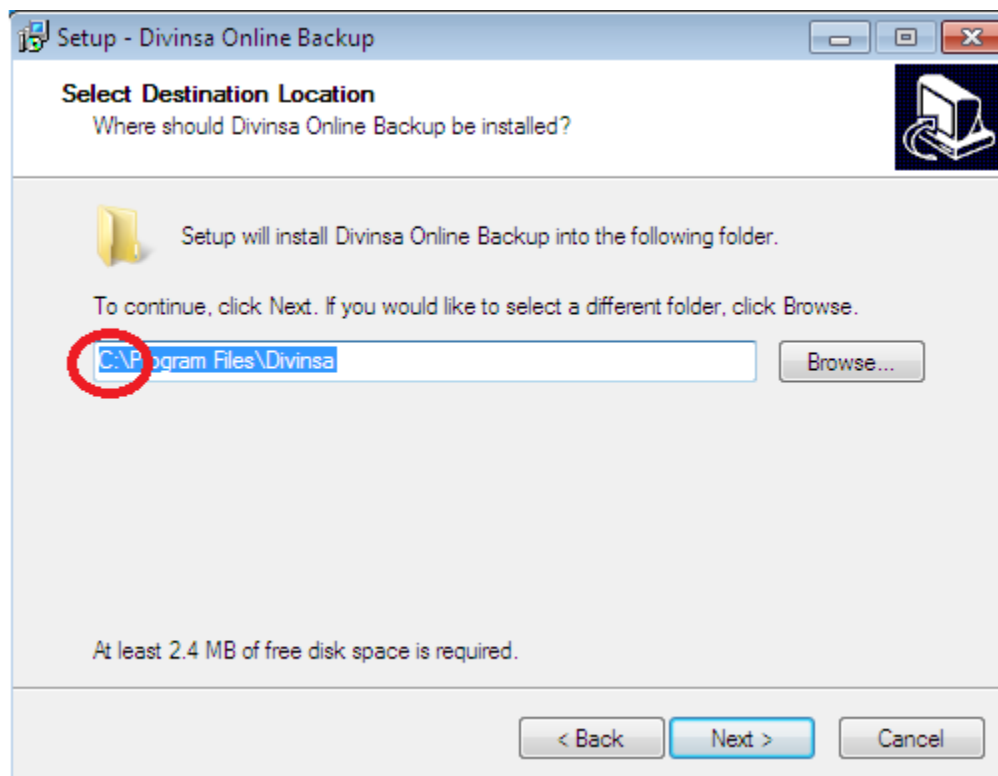 Setup - Divinsa Online Backup
Select Destination Location
Where should Divinsa Online Backup be installed?
Setup will install Divinsa Online Backup into the following folder.
To continue, click Next. If you would like to select a different folder, click Browse.
C:\Program Files\Divinsa
Browse...
At least 2.4 MB of free disk space is required.
< Back
Next >
Cancel